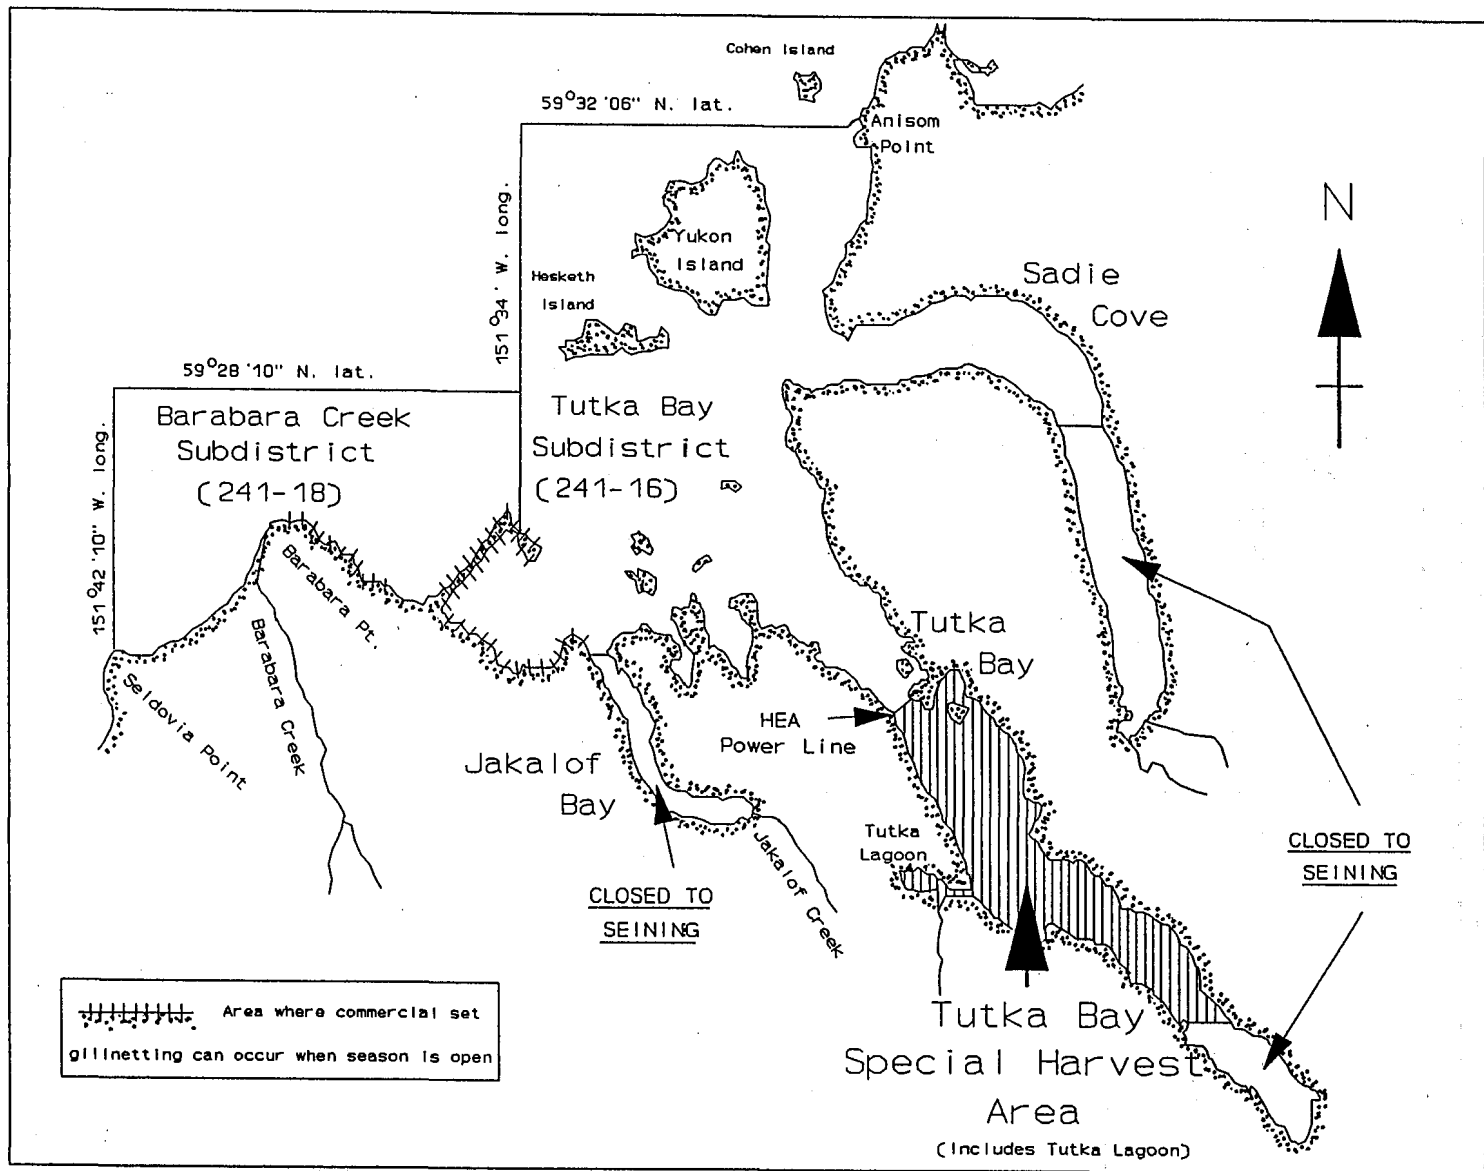 Cohen Island
59°32'06" N. lat.
Anisom
Point
151°34' W. long.
Yukon
Island
Hesketh
Island
N
Sadie
Cove
59°28'10" N. lat.
151°42'10" W. long.
Barabara Creek
Subdistrict
(241-18)
Tutka Bay
Subdistrict
(241-16)
Barabara Pt.
Barabara Creek
Seldovia Point
Tutka
Bay
HEA
Power Line
Jakalof
Bay
Tutka
Lagoon
Jakalof Creek
CLOSED TO
SEINING
CLOSED TO
SEINING
Area where commercial set
gillnetting can occur when season is open
Tutka Bay
Special Harvest
Area
(Includes Tutka Lagoon)